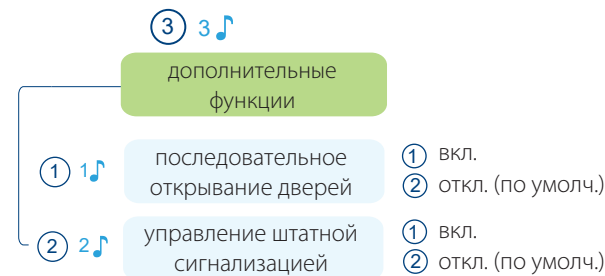 3 3
дополнительные
функции
1 1 последовательное 1 вкл.
открывание дверей 2 откл. (по умолч.)
2 2 управление штатной 1 вкл.
сигнализацией 2 откл. (по умолч.)